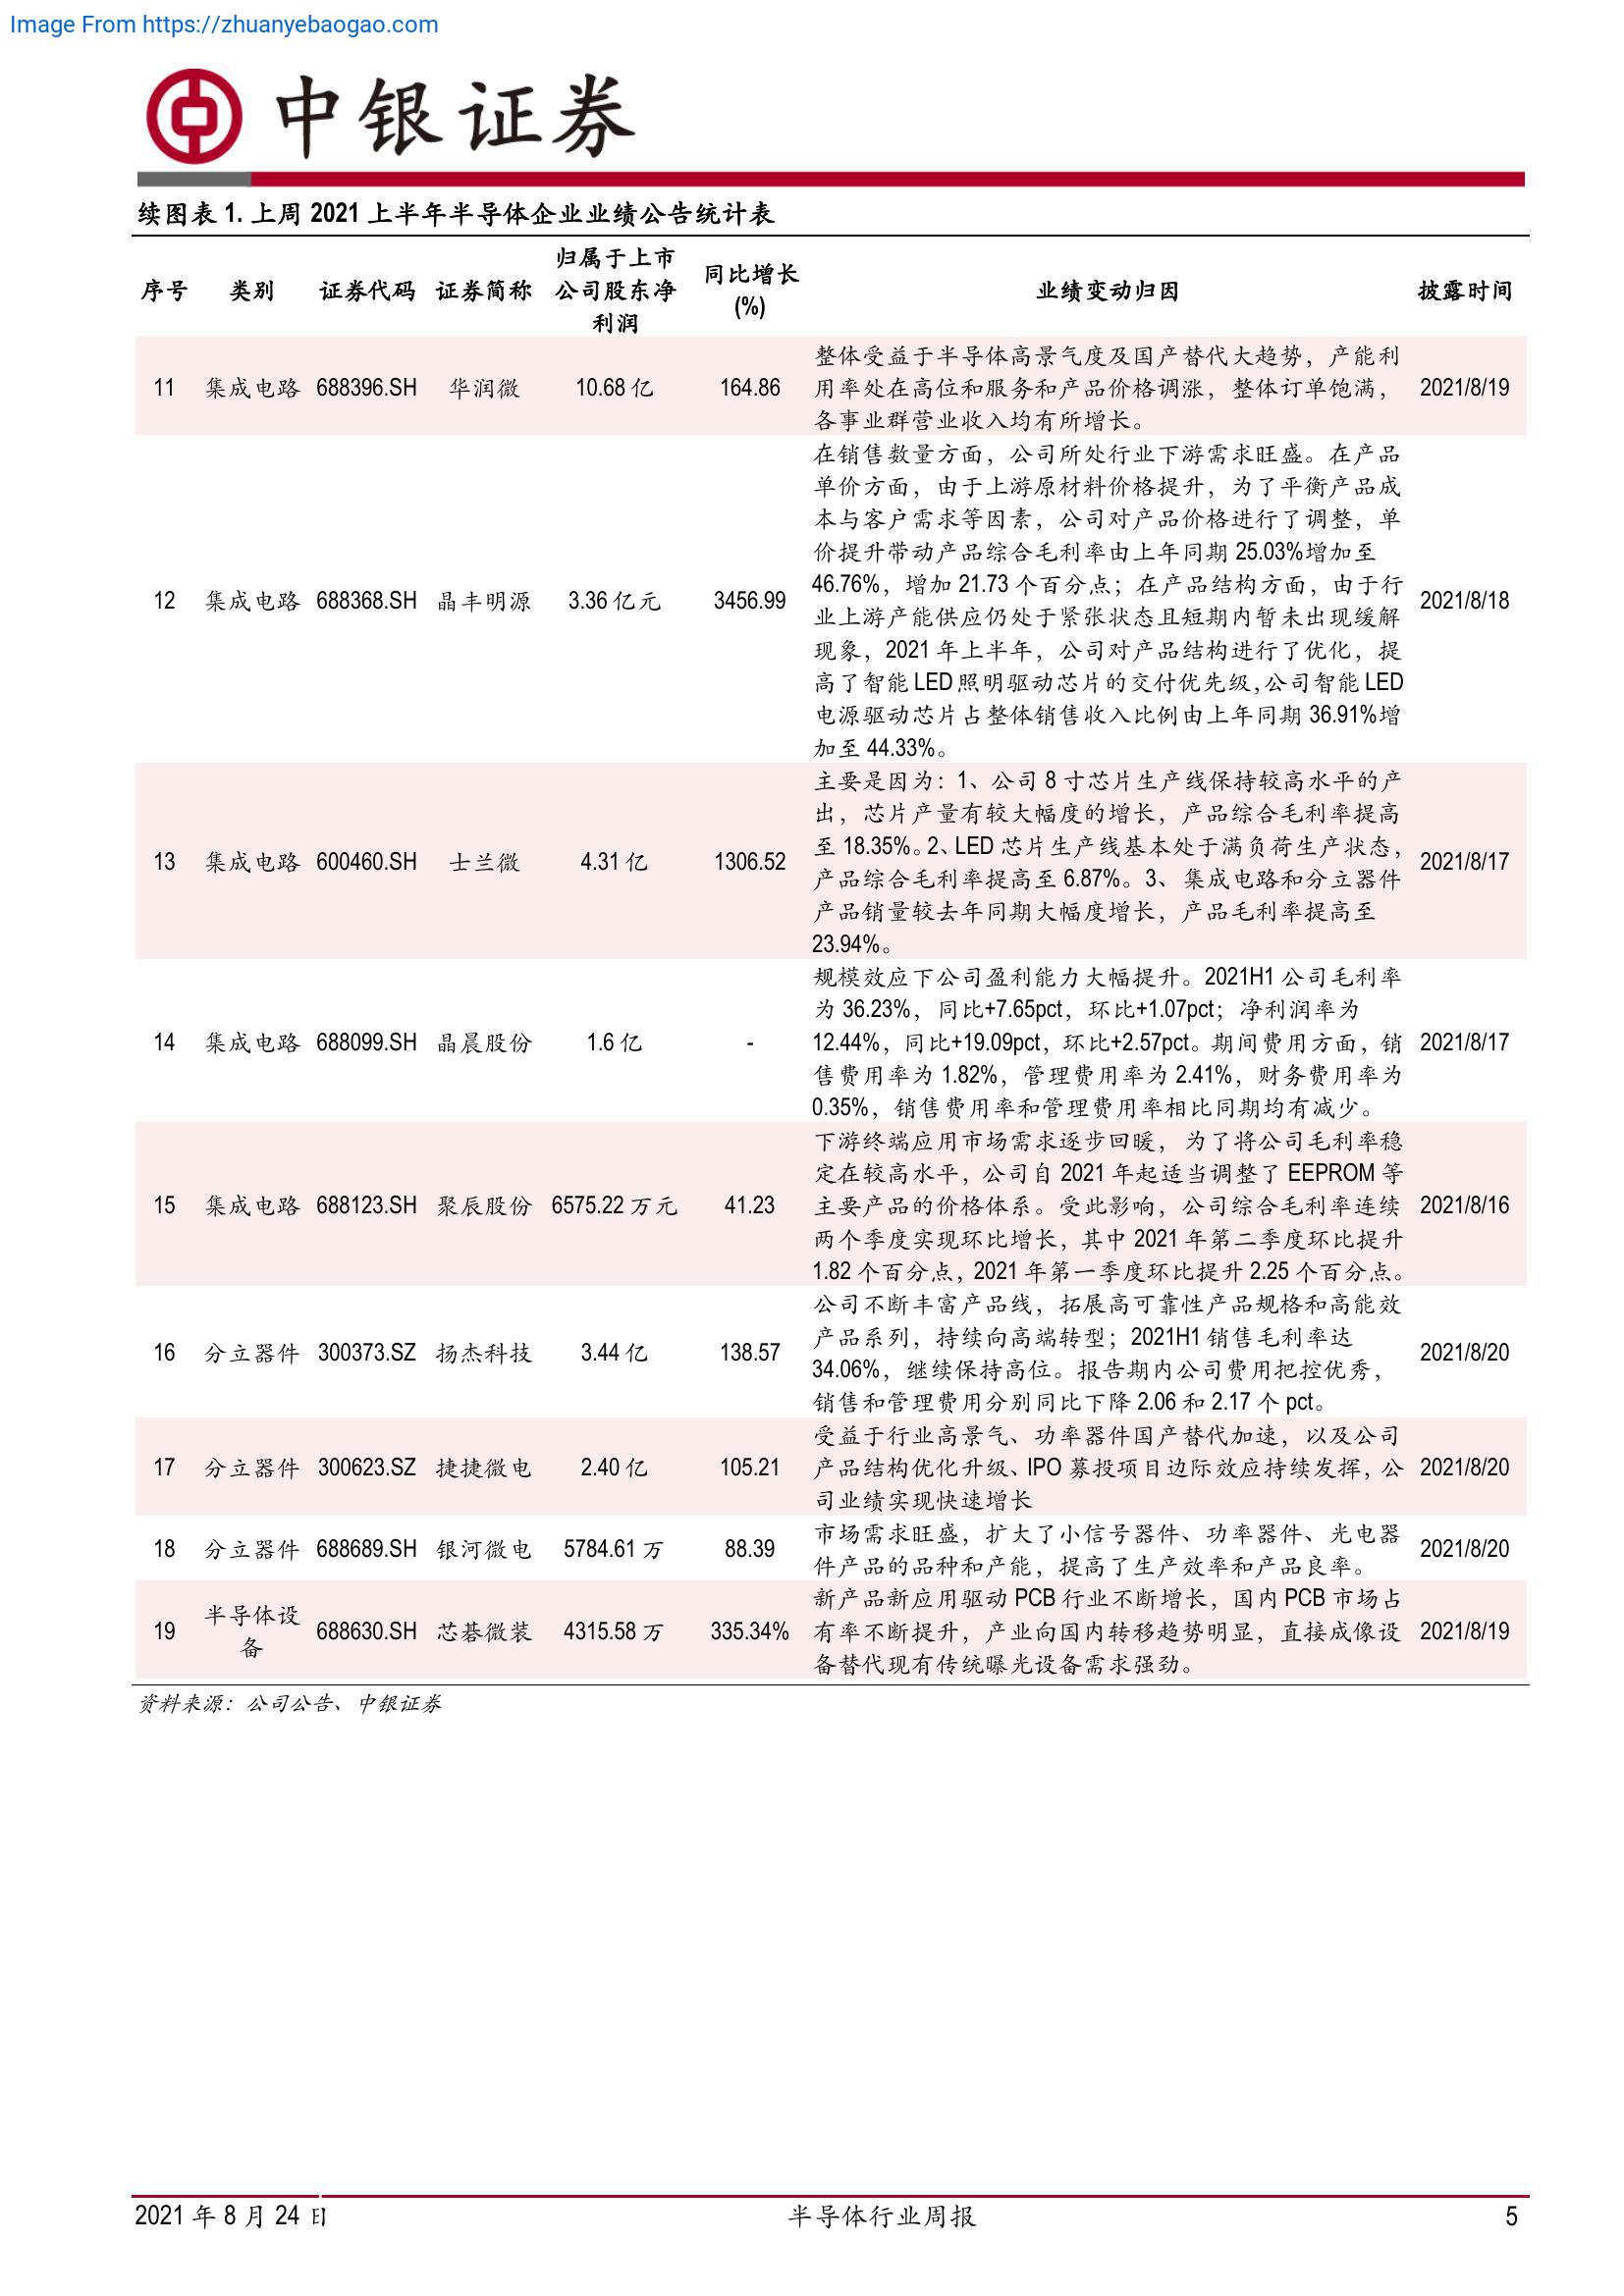 Image From https://zhuanyebaogao.com
中银证券
续图表 1. 上周 2021 上半年半导体企业业绩公告统计表
序号 类别 证券代码 证券简称 归属于上市公司股东净利润 同比增长(%) 业绩变动归因 披露时间
11 集成电路 688396.SH 华润微 10.68 亿 164.86
整体受益于半导体高景气度及国产替代大趋势，产能利
用率处在高位和服务和产品价格调涨，整体订单饱满，
各事业群营业收入均有所增长。
2021/8/19
12 集成电路 688368.SH 晶丰明源 3.36 亿元 3456.99
在销售数量方面，公司所处行业下游需求旺盛。在产品
单价方面，由于上游原材料价格提升，为了平衡产品成
本与客户需求等因素，公司对产品价格进行了调整，单
价提升带动产品综合毛利率由上年同期 25.03%增加至
46.76%，增加 21.73 个百分点；在产品结构方面，由于行
业上游产能供应仍处于紧张状态且短期内暂未出现缓解
现象，2021 年上半年，公司对产品结构进行了优化，提
高了智能 LED 照明驱动芯片的交付优先级，公司智能 LED
电源驱动芯片占整体销售收入比例由上年同期 36.91%增
加至 44.33%。
2021/8/18
13 集成电路 600460.SH 士兰微 4.31 亿 1306.52
主要是因为：1、公司 8 寸芯片生产线保持较高水平的产
出，芯片产量有较大幅度的增长，产品综合毛利率提高
至 18.35%。2、LED 芯片生产线基本处于满负荷生产状态，
产品综合毛利率提高至 6.87%。3、集成电路和分立器件
产品销量较去年同期大幅度增长，产品毛利率提高至
23.94%。
2021/8/17
14 集成电路 688099.SH 晶晨股份 1.6 亿 -
规模效应下公司盈利能力大幅提升。2021H1 公司毛利率
为 36.23%，同比+7.65pct，环比+1.07pct；净利润率为
12.44%，同比+19.09pct，环比+2.57pct。期间费用方面，销
售费用率为 1.82%，管理费用率为 2.41%，财务费用率为
0.35%，销售费用率和管理费用率相比同期均有减少。
2021/8/17
15 集成电路 688123.SH 聚辰股份 6575.22 万元 41.23
下游终端应用市场需求逐步回暖，为了将公司毛利率稳
定在较高水平，公司自 2021 年起适当调整了 EEPROM 等
主要产品的价格体系。受此影响，公司综合毛利率连续
两个季度实现环比增长，其中 2021 年第二季度环比提升
1.82 个百分点，2021 年第一季度环比提升 2.25 个百分点。
2021/8/16
16 分立器件 300373.SZ 扬杰科技 3.44 亿 138.57
公司不断丰富产品线，拓展高可靠性产品规格和高能效
产品系列，持续向高端转型；2021H1 销售毛利率达
34.06%，继续保持高位。报告期内公司费用把控优秀，
销售和管理费用分别同比下降 2.06 和 2.17 个 pct。
2021/8/20
17 分立器件 300623.SZ 捷捷微电 2.40 亿 105.21
受益于行业高景气、功率器件国产替代加速，以及公司
产品结构优化升级、IPO 募投项目边际效应持续发挥，公
司业绩实现快速增长
2021/8/20
18 分立器件 688689.SH 银河微电 5784.61 万 88.39
市场需求旺盛，扩大了小信号器件、功率器件、光电器
件产品的品种和产能，提高了生产效率和产品良率。
2021/8/20
19 半导体设备 688630.SH 芯碁微装 4315.58 万 335.34%
新产品新应用驱动 PCB 行业不断增长，国内 PCB 市场占
有率不断提升，产业向国内转移趋势明显，直接成像设
备替代现有传统曝光设备需求强劲。
2021/8/19
资料来源：公司公告、中银证券
2021 年 8 月 24 日 半导体行业周报 5